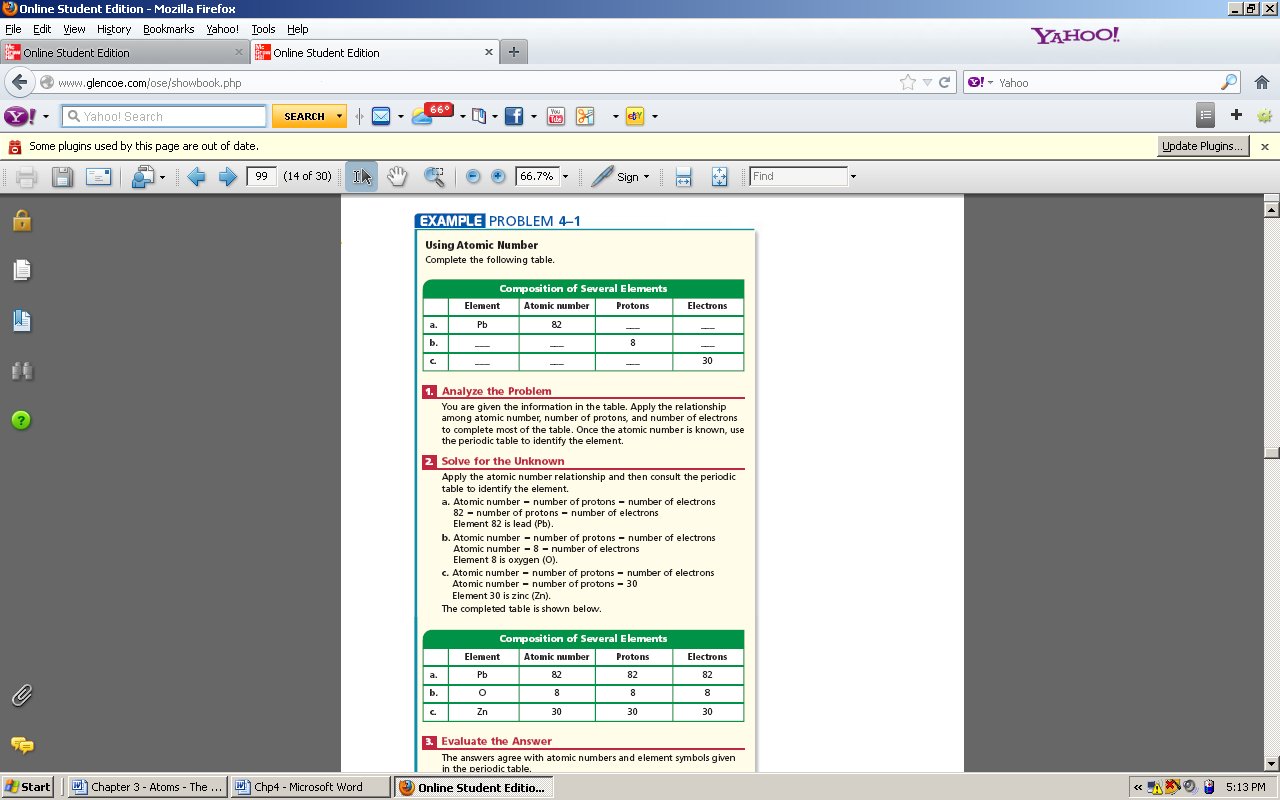 Online Student Edition - Mozilla Firefox
File Edit View History Bookmarks Yahoo! Tools Help
YAHOO!
Online Student Edition
Online Student Edition
www.glencoe.com/ose/showbook.php
Yahoo
Yahoo! Search
SEARCH
66°
Some plugins used by this page are out of date.
Update Plugins...
99 (14 of 30) 66.7% Sign Find
EXAMPLE PROBLEM 4–1
Using Atomic Number
Complete the following table.
Composition of Several Elements
Element Atomic number Protons Electrons
a. Pb 82 ___ ___
b. ___ ___ 8 ___
c. ___ ___ ___ 30
1. Analyze the Problem
You are given the information in the table. Apply the relationship
among atomic number, number of protons, and number of electrons
to complete most of the table. Once the atomic number is known, use
the periodic table to identify the element.
2. Solve for the Unknown
Apply the atomic number relationship and then consult the periodic
table to identify the element.
a. Atomic number = number of protons = number of electrons
82 = number of protons = number of electrons
Element 82 is lead (Pb).
b. Atomic number = number of protons = number of electrons
Atomic number = 8 = number of electrons
Element 8 is oxygen (O).
c. Atomic number = number of protons = number of electrons
Atomic number = number of protons = 30
Element 30 is zinc (Zn).
The completed table is shown below.
Composition of Several Elements
Element Atomic number Protons Electrons
a. Pb 82 82 82
b. O 8 8 8
c. Zn 30 30 30
3. Evaluate the Answer
The answers agree with atomic numbers and element symbols given
in the periodic table.
Start Chapter 3 - Atoms - The ... Chp4 - Microsoft Word Online Student Editio... 5:13 PM